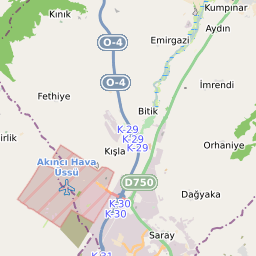 Kınık
Kumpınar
Aydın
Emirgazi
O-4
O-4
İmrendi
Fethiye
Bitik
K-29
K-29
K-29
Orhaniye
Kışla
Akıncı Hava
Üssü
D750
Dağyaka
K-30
K-30
Saray
K-31